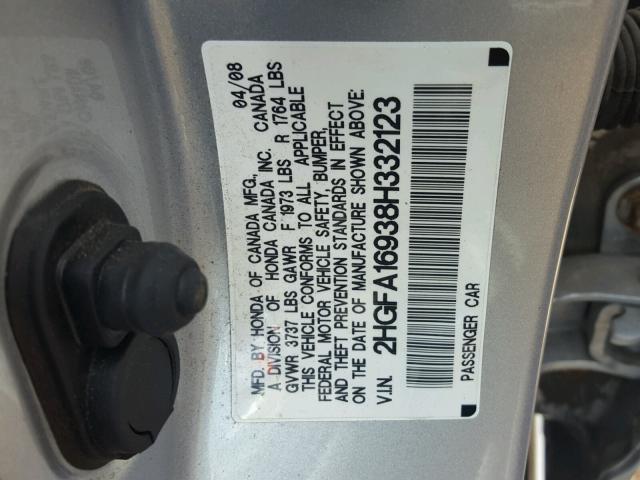 MFD. BY HONDA OF CANADA MFG., 04/08
A DIVISION OF HONDA CANADA INC. CANADA
GVWR 3737 LBS GAWR F 1973 LBS R 1764 LBS
THIS VEHICLE CONFORMS TO ALL APPLICABLE
FEDERAL MOTOR VEHICLE SAFETY, BUMPER,
AND THEFT PREVENTION STANDARDS IN EFFECT
ON THE DATE OF MANUFACTURE SHOWN ABOVE.
V.I.N. 2HGFA16938H332123
PASSENGER CAR